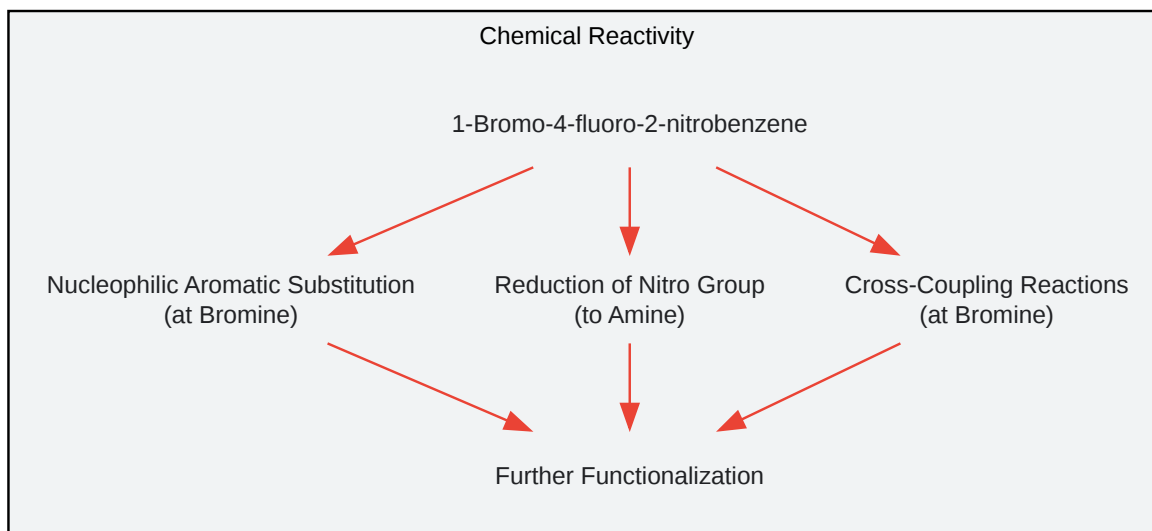 Chemical Reactivity
1-Bromo-4-fluoro-2-nitrobenzene
Nucleophilic Aromatic Substitution
(at Bromine)
Reduction of Nitro Group
(to Amine)
Cross-Coupling Reactions
(at Bromine)
Further Functionalization